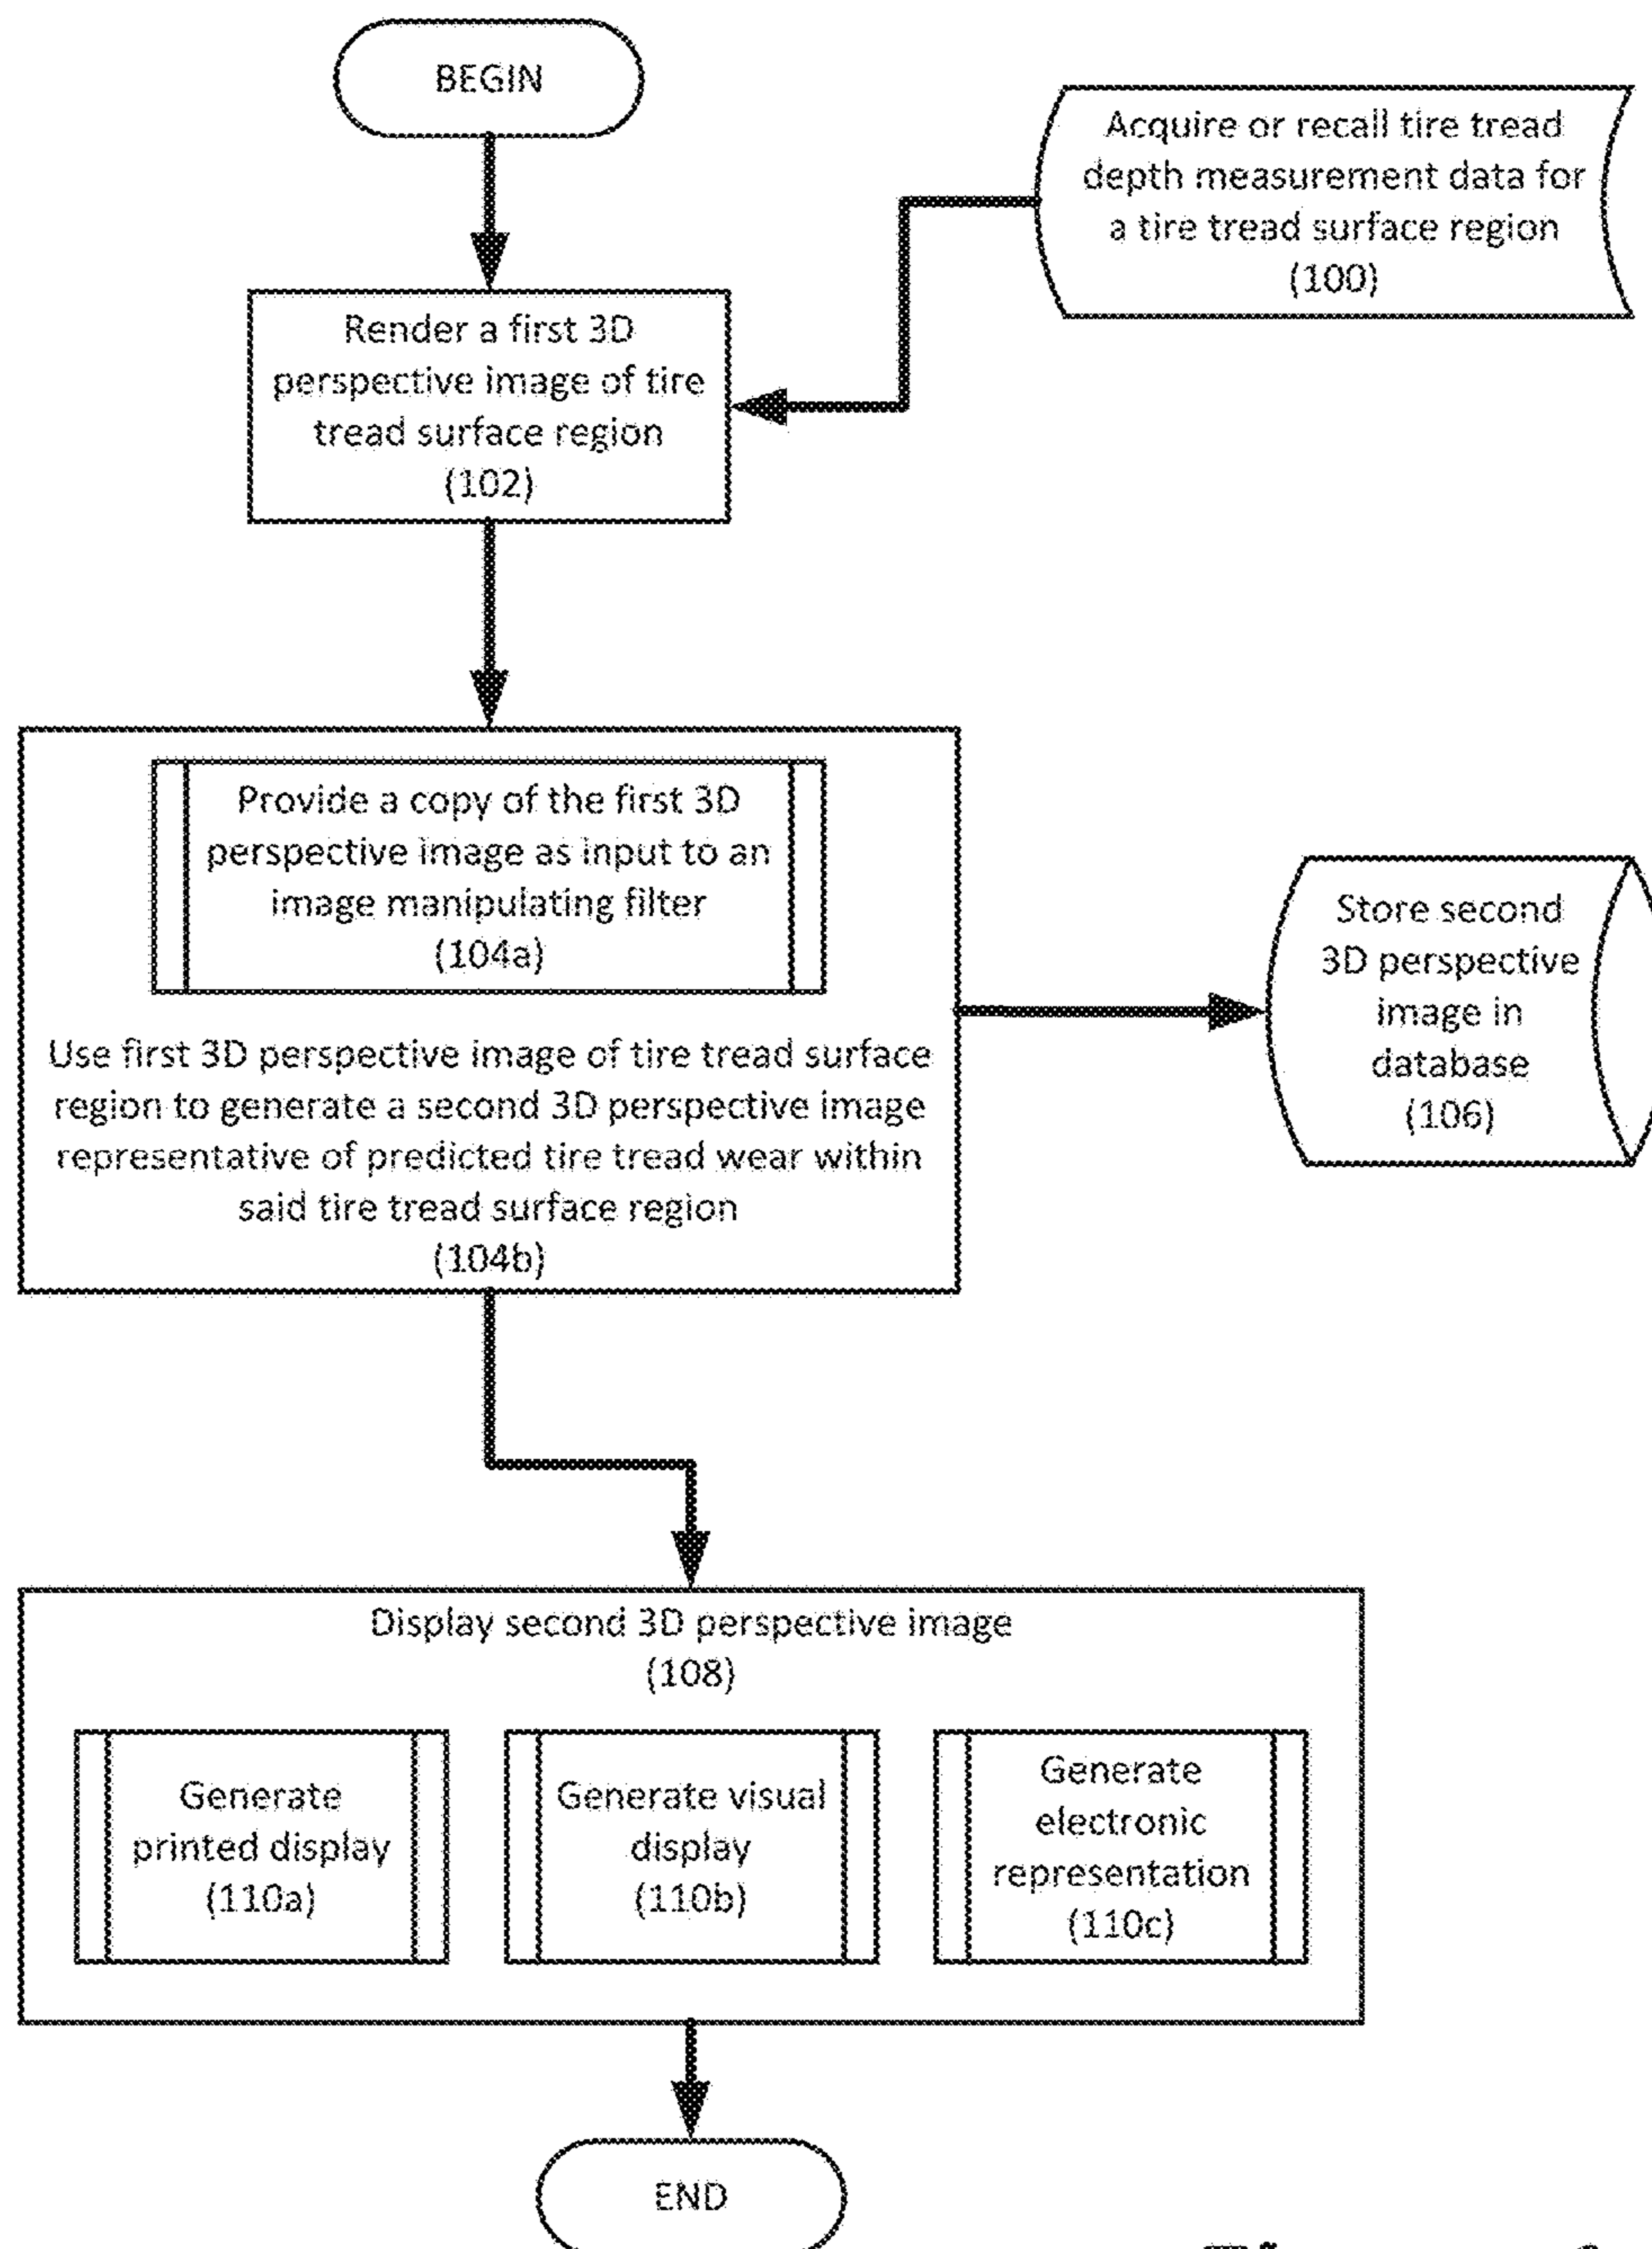 BEGIN
Acquire or recall tire tread
depth measurement data for
a tire tread surface region
(100)
Render a first 3D
perspective image of tire
tread surface region
(102)
Provide a copy of the first 3D
perspective image as input to an
image manipulating filter
(104a)
Use first 3D perspective image of tire tread surface
region to generate a second 3D perspective image
representative of predicted tire tread wear within
said tire tread surface region
(104b)
Store second
3D perspective
image in
database
(106)
Display second 3D perspective image
(108)
Generate
printed display
(110a)
Generate visual
display
(110b)
Generate
electronic
representation
(110c)
END